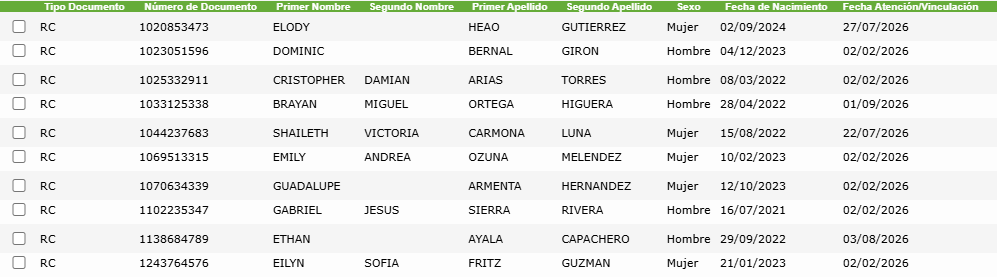 Tipo Documento Número de Documento Primer Nombre Segundo Nombre Primer Apellido Segundo Apellido Sexo Fecha de Nacimiento Fecha Atención/Vinculación
RC 1020853473 ELODY HEAO GUTIERREZ Mujer 02/09/2024 27/07/2026
RC 1023051596 DOMINIC BERNAL GIRON Hombre 04/12/2023 02/02/2026
RC 1025332911 CRISTOPHER DAMIAN ARIAS TORRES Hombre 08/03/2022 02/02/2026
RC 1033125338 BRAYAN MIGUEL ORTEGA HIGUERA Hombre 28/04/2022 01/09/2026
RC 1044237683 SHAILETH VICTORIA CARMONA LUNA Mujer 15/08/2022 22/07/2026
RC 1069513315 EMILY ANDREA OZUNA MELENDEZ Mujer 10/02/2023 02/02/2026
RC 1070634339 GUADALUPE ARMENTA HERNANDEZ Mujer 12/10/2023 02/02/2026
RC 1102235347 GABRIEL JESUS SIERRA RIVERA Hombre 16/07/2021 02/02/2026
RC 1138684789 ETHAN AYALA CAPACHERO Hombre 29/09/2022 03/08/2026
RC 1243764576 EILYN SOFIA FRITZ GUZMAN Mujer 21/01/2023 02/02/2026